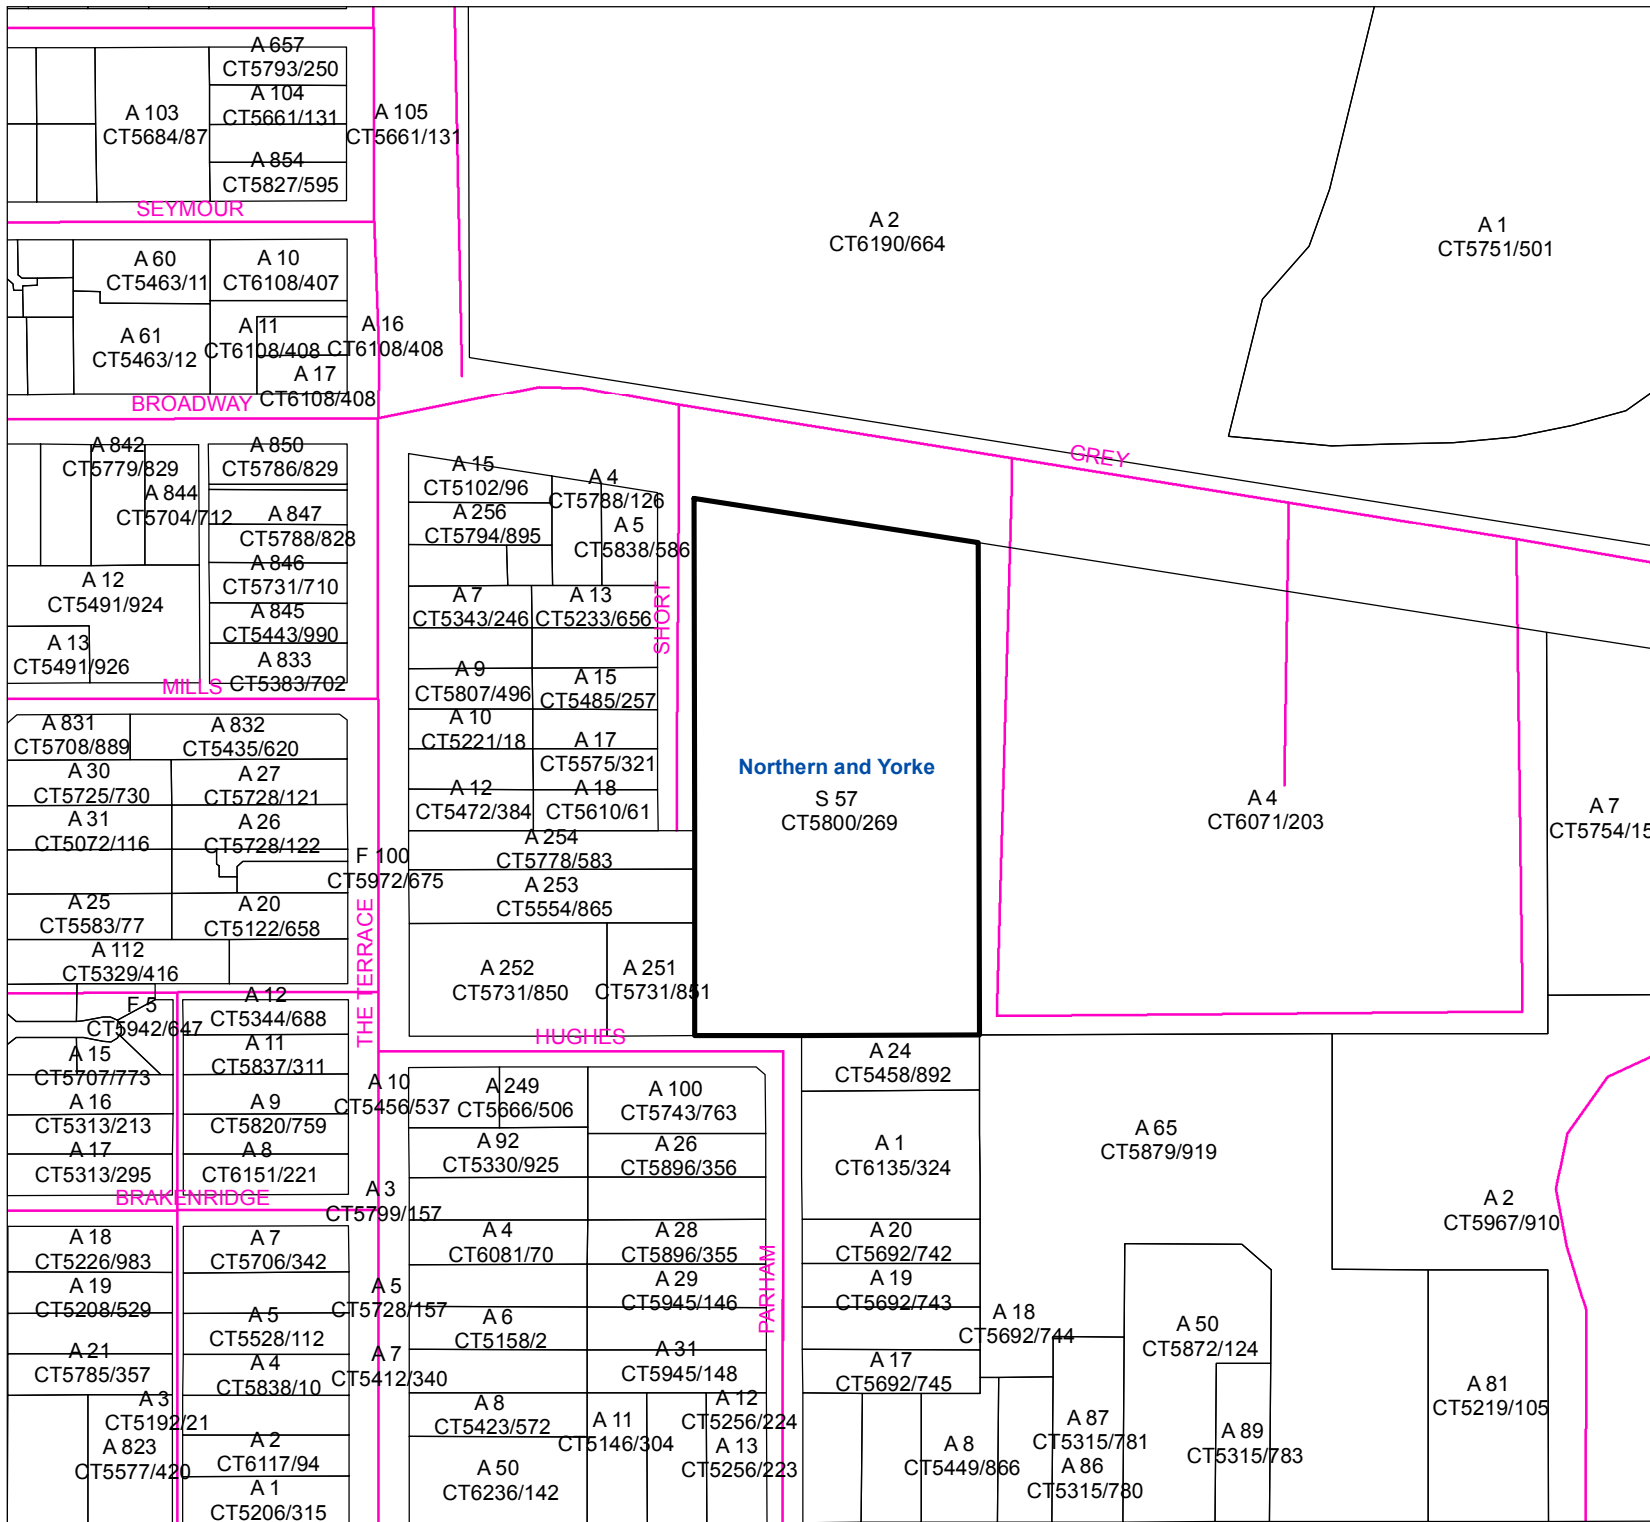 A 657
CT5793/250
A 104
CT5661/131
A 103
CT5684/87
A 105
CT5661/131
A 854
CT5827/595
SEYMOUR
A 2
CT6190/664
A 1
CT5751/501
A 60
CT5463/11
A 10
CT6108/407
A 61
CT5463/12
A 11
CT6108/408
A 16
CT6108/408
A 17
CT6108/408
BROADWAY
GREY
A 842
CT5779/829
A 844
CT5704/712
A 850
CT5786/829
A 847
CT5788/828
A 846
CT5731/710
A 845
CT5443/990
A 833
CT5383/702
A 12
CT5491/924
A 13
CT5491/926
MILLS
A 15
CT5102/96
A 256
CT5794/895
A 4
CT5788/126
A 5
CT5838/586
A 7
CT5343/246
A 13
CT5233/656
SHORT
A 9
CT5807/496
A 15
CT5485/257
A 10
CT5221/18
A 17
CT5575/321
A 12
CT5472/384
A 18
CT5610/61
A 254
CT5778/583
A 253
CT5554/865
A 252
CT5731/850
A 251
CT5731/851
HUGHES
Northern and Yorke
S 57
CT5800/269
A 4
CT6071/203
A 7
CT5754/15
A 831
CT5708/889
A 832
CT5435/620
A 30
CT5725/730
A 27
CT5728/121
A 31
CT5072/116
A 26
CT5728/122
F 100
CT5972/675
A 25
CT5583/77
A 20
CT5122/658
A 112
CT5329/416
THE TERRACE
F 5
CT5942/647
A 12
CT5344/688
A 15
CT5707/773
A 11
CT5837/311
A 10
CT5456/537
A 16
CT5313/213
A 9
CT5820/759
A 17
CT5313/295
A 8
CT6151/221
A 3
CT5799/157
BRAKENRIDGE
A 18
CT5226/983
A 7
CT5706/342
A 19
CT5208/529
A 5
CT5728/157
A 5
CT5528/112
A 21
CT5785/357
A 4
CT5838/10
A 7
CT5412/340
A 3
CT5192/21
A 823
CT5577/420
A 2
CT6117/94
A 1
CT5206/315
A 249
CT5666/506
A 100
CT5743/763
A 92
CT5330/925
A 26
CT5896/356
A 4
CT6081/70
A 28
CT5896/355
A 29
CT5945/146
A 6
CT5158/2
A 31
CT5945/148
PARHAM
A 8
CT5423/572
A 11
CT5146/304
A 12
CT5256/224
A 13
CT5256/223
A 50
CT6236/142
A 24
CT5458/892
A 1
CT6135/324
A 20
CT5692/742
A 19
CT5692/743
A 18
CT5692/744
A 17
CT5692/745
A 65
CT5879/919
A 2
CT5967/910
A 50
CT5872/124
A 81
CT5219/105
A 87
CT5315/781
A 89
CT5315/783
A 8
CT5449/866
A 86
CT5315/780